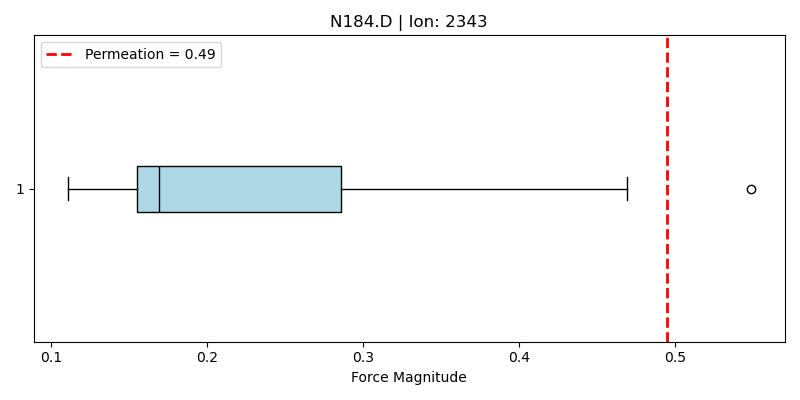 N184.D | Ion: 2343
Permeation = 0.49
1
0.1 0.2 0.3 0.4 0.5
Force Magnitude